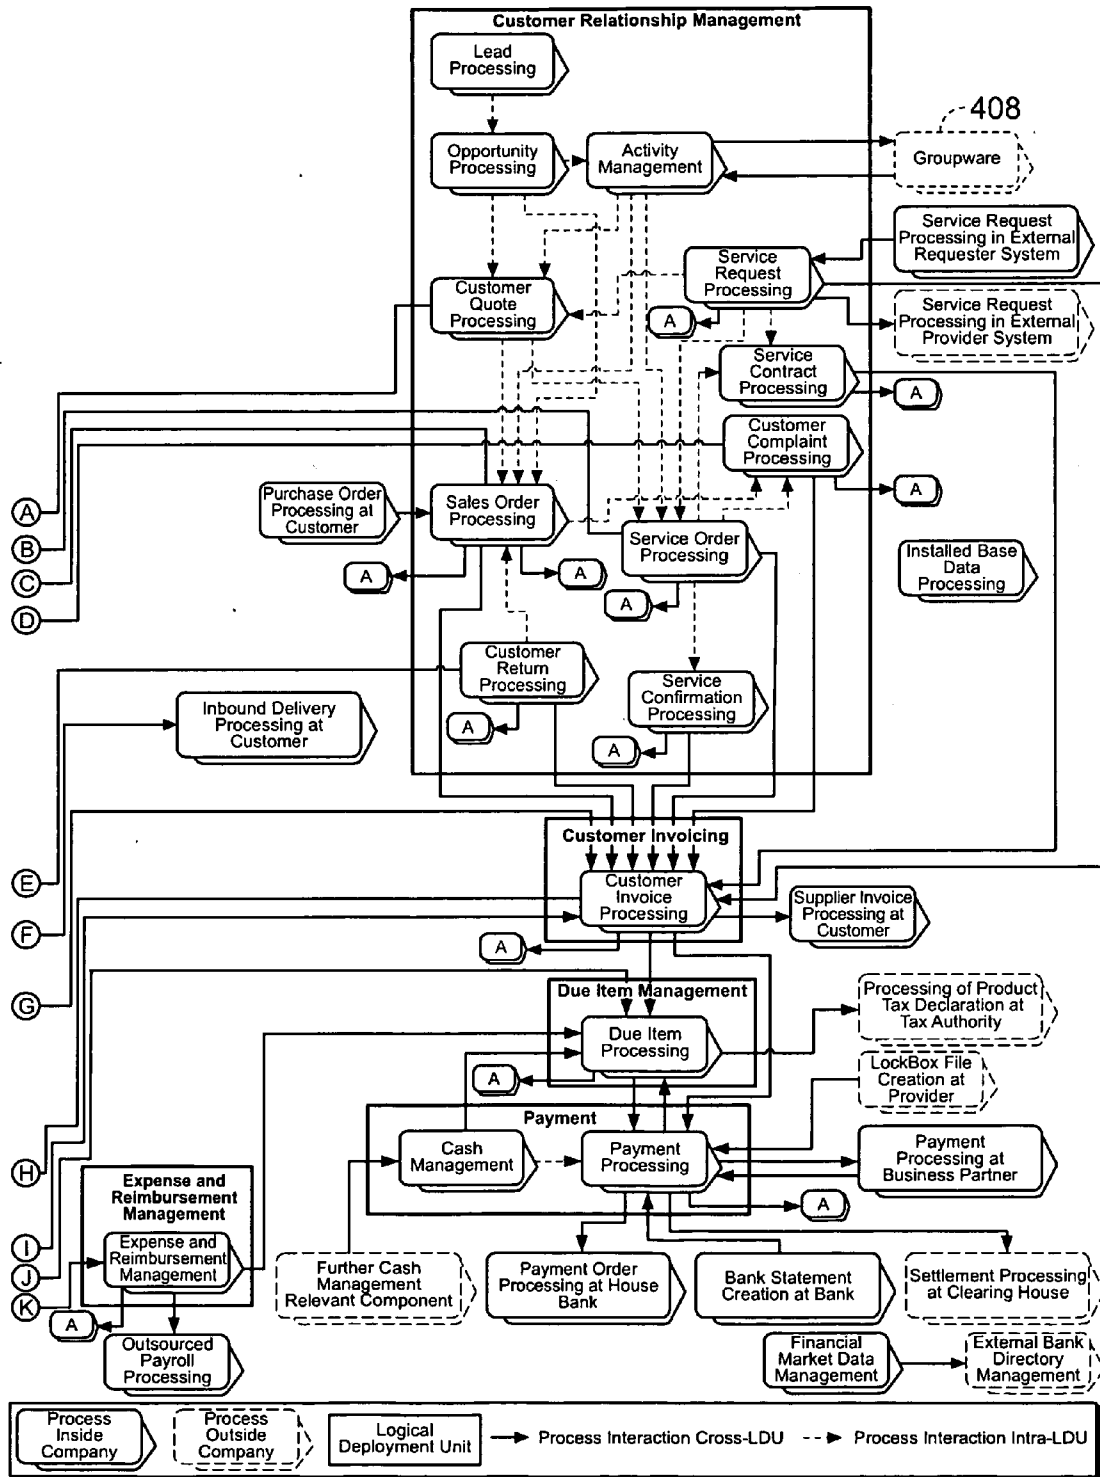 Customer Relationship Management
Lead
Processing
408
Opportunity
Processing
Activity
Management
Groupware
Service Request
Processing in External
Requester System
Service
Request
Processing
Customer
Quote
Processing
Service Request
Processing in External
Provider System
A
Service
Contract
Processing
A
Customer
Complaint
Processing
A
Purchase Order
Processing at
Customer
Sales Order
Processing
A
B
C
D
Service Order
Processing
Installed Base
Data
Processing
A
A
A
Customer
Return
Processing
Service
Confirmation
Processing
Inbound Delivery
Processing at
Customer
A
A
Customer Invoicing
E
Customer
Invoice
Processing
Supplier Invoice
Processing at
Customer
F
A
G
Due Item Management
Processing of Product
Tax Declaration at
Tax Authority
Due Item
Processing
A
LockBox File
Creation at
Provider
Payment
Cash
Management
Payment
Processing
Payment
Processing at
Business Partner
H
A
Expense and
Reimbursement
Management
I
J
K
Expense and
Reimbursement
Management
A
Further Cash
Management
Relevant Component
Payment Order
Processing at House
Bank
Bank Statement
Creation at Bank
Settlement Processing
at Clearing House
Outsourced
Payroll
Processing
Financial
Market Data
Management
External Bank
Directory
Management
Process
Inside
Company
Process
Outside
Company
Logical
Deployment Unit
Process Interaction Cross-LDU
Process Interaction Intra-LDU